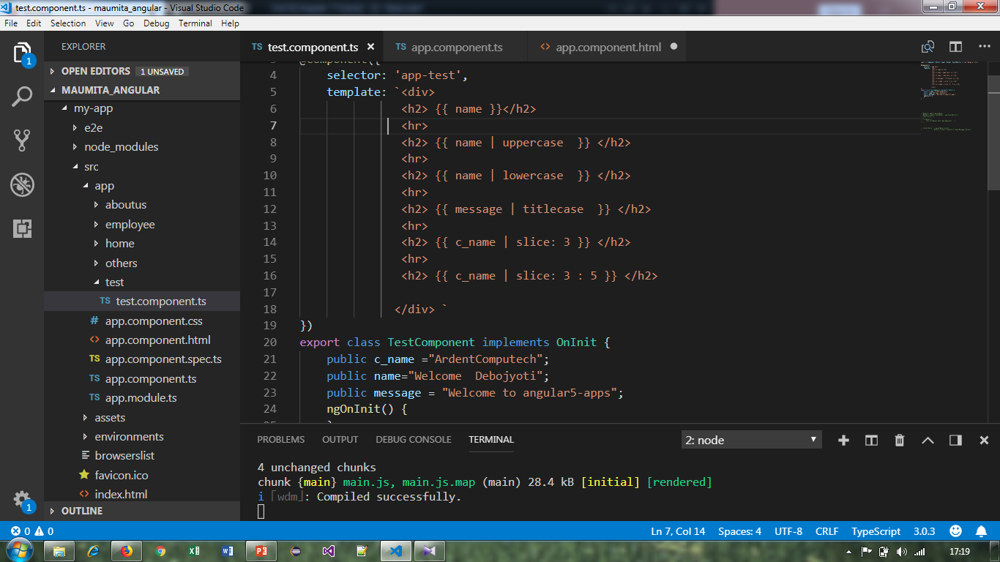 test.component.ts - maumita_angular - Visual Studio Code
File Edit Selection View Go Debug Terminal Help
EXPLORER
OPEN EDITORS 1 UNSAVED
MAUMITA_ANGULAR
my-app
e2e
node_modules
src
app
aboutus
employee
home
others
test
TS test.component.ts
# app.component.css
<> app.component.html
TS app.component.spec.ts
TS app.component.ts
TS app.module.ts
assets
environments
browserslist
favicon.ico
<> index.html
OUTLINE
1
1
TS test.component.ts × TS app.component.ts <> app.component.html
@Component({
4 selector: 'app-test',
5 template: `<div>
6 <h2> {{ name }}</h2>
7 <hr>
8 <h2> {{ name | uppercase  }} </h2>
9 <hr>
10 <h2> {{ name | lowercase  }} </h2>
11 <hr>
12 <h2> {{ message | titlecase  }} </h2>
13 <hr>
14 <h2> {{ c_name | slice: 3 }} </h2>
15 <hr>
16 <h2> {{ c_name | slice: 3 : 5 }} </h2>
17
18 </div> `
19 })
20 export class TestComponent implements OnInit {
21 public c_name ="ArdentComputech";
22 public name="Welcome  Debojyoti";
23 public message = "Welcome to angular5-apps";
24 ngOnInit() {
PROBLEMS OUTPUT DEBUG CONSOLE TERMINAL 2: node
4 unchanged chunks
chunk {main} main.js, main.js.map (main) 28.4 kB [initial] [rendered]
i ｢wdm｣: Compiled successfully.
0 0 Ln 7, Col 14 Spaces: 4 UTF-8 CRLF TypeScript 3.0.3
17:19